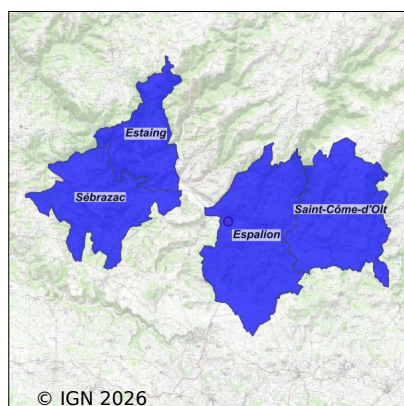 Estaing
Sébrazac
Saint-Côme-d'Olt
Espalion
© IGN 2026